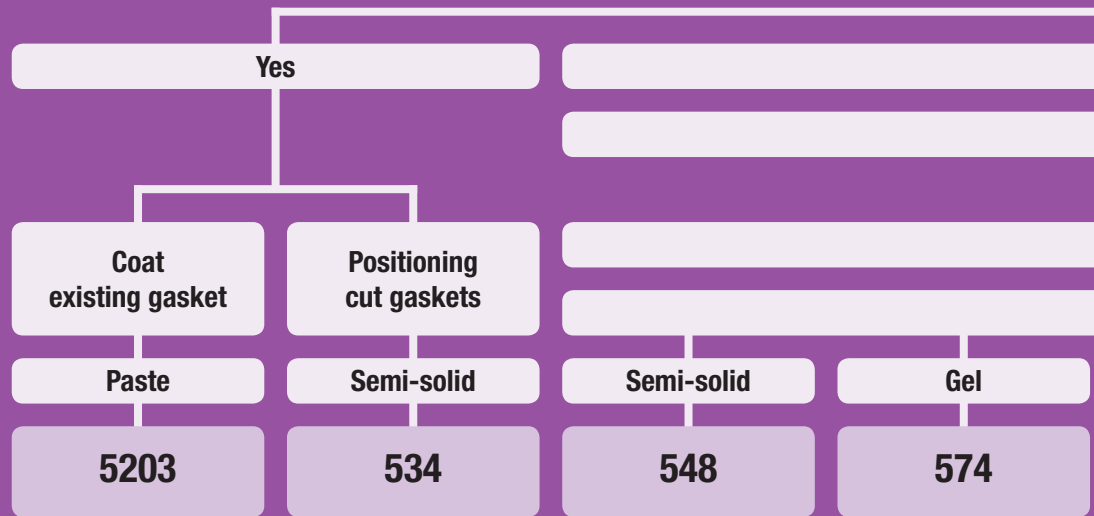 Yes
Coat
existing gasket
Positioning
cut gaskets
Paste
Semi-solid
Semi-solid
Gel
5203
534
548
574